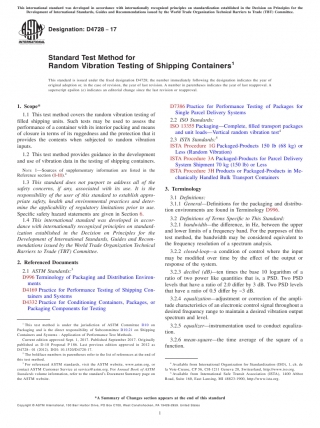 This international standard was developed in accordance with internationally recognized principles on standardization established in the Decision on Principles for the
Development of International Standards, Guides and Recommendations issued by the World Trade Organization Technical Barriers to Trade (TBT) Committee.
Designation: D4728 – 17
INTERNATIONAL
Standard Test Method for
Random Vibration Testing of Shipping Containers1
This standard is issued under the fixed designation D4728; the number immediately following the designation indicates the year of
original adoption or, in the case of revision, the year of last revision. A number in parentheses indicates the year of last reapproval. A
superscript epsilon (ε) indicates an editorial change since the last revision or reapproval.
1. Scope*
1.1 This test method covers the random vibration testing of
filled shipping units. Such tests may be used to assess the
performance of a container with its interior packing and means
of closure in terms of its ruggedness and the protection that it
provides the contents when subjected to random vibration
inputs.
1.2 This test method provides guidance in the development
and use of vibration data in the testing of shipping containers.
NOTE 1—Sources of supplementary information are listed in the
Reference section (1-11).2
1.3 This standard does not purport to address all of the
safety concerns, if any, associated with its use. It is the
responsibility of the user of this standard to establish appro-
priate safety, health and environmental practices and deter-
mine the applicability of regulatory limitations prior to use.
Specific safety hazard statements are given in Section 6.
1.4 This international standard was developed in accor-
dance with internationally recognized principles on standard-
ization established in the Decision on Principles for the
Development of International Standards, Guides and Recom-
mendations issued by the World Trade Organization Technical
Barriers to Trade (TBT) Committee.
2. Referenced Documents
2.1 ASTM Standards:3
D996 Terminology of Packaging and Distribution Environ-
ments
D4169 Practice for Performance Testing of Shipping Con-
tainers and Systems
D4332 Practice for Conditioning Containers, Packages, or
Packaging Components for Testing
1 This test method is under the jurisdiction of ASTM Committee D10 on
Packaging and is the direct responsibility of Subcommittee D10.21 on Shipping
Containers and Systems - Application of Performance Test Methods.
Current edition approved Sept. 1, 2017. Published September 2017. Originally
published as D-10 Proposal P 104. Last previous edition approved in 2012 as
D4728 – 06 (2012). DOI: 10.1520/D4728-17.
2 The boldface numbers in parentheses refer to the list of references at the end of
this test method.
3 For referenced ASTM standards, visit the ASTM website, www.astm.org, or
contact ASTM Customer Service at service@astm.org. For Annual Book of ASTM
Standards volume information, refer to the standard's Document Summary page on
the ASTM website.
D7386 Practice for Performance Testing of Packages for
Single Parcel Delivery Systems
2.2 ISO Standards:
ISO 13355 Packaging—Complete, filled transport packages
and unit loads—Vertical random vibration test4
2.3 ISTA Standards:5
ISTA Procedure 1G Packaged-Products 150 lb (68 kg) or
Less (Random Vibration)
ISTA Procedure 3A Packaged-Products for Parcel Delivery
System Shipment 70 kg (150 lb) or Less
ISTA Procedure 3H Products or Packaged-Products in Me-
chanically Handled Bulk Transport Containers
3. Terminology
3.1 Definitions:
3.1.1 General—Definitions for the packaging and distribu-
tion environments are found in Terminology D996.
3.2 Definitions of Terms Specific to This Standard:
3.2.1 bandwidth—the difference, in Hz, between the upper
and lower limits of a frequency band. For the purposes of this
test method, the bandwidth may be considered equivalent to
the frequency resolution of a spectrum analysis.
3.2.2 closed-loop—a condition of control where the input
may be modified over time by the effect of the output or
response of the system.
3.2.3 decibel (dB)—ten times the base 10 logarithm of a
ratio of two power like quantities that is, a PSD. Two PSD
levels that have a ratio of 2.0 differ by 3 dB. Two PSD levels
that have a ratio of 0.5 differ by −3 dB.
3.2.4 equalization—adjustment or correction of the ampli-
tude characteristics of an electronic control signal throughout a
desired frequency range to maintain a desired vibration output
spectrum and level.
3.2.5 equalizer—instrumentation used to conduct equaliza-
tion.
3.2.6 mean-square—the time average of the square of a
function.
4 Available from International Organization for Standardization (ISO), 1, ch. de
la Voie-Creuse, CP 56, CH-1211 Geneva 20, Switzerland, http://www.iso.org.
5 Available from International Safe Transit Association (ISTA), 1400 Abbott
Road, Suite 160, East Lansing, MI 48823-1900, http://www.ista.org.
*A Summary of Changes section appears at the end of this standard
Copyright © ASTM International, 100 Barr Harbor Drive, PO Box C700, West Conshohocken, PA 19428-2959. United States
1